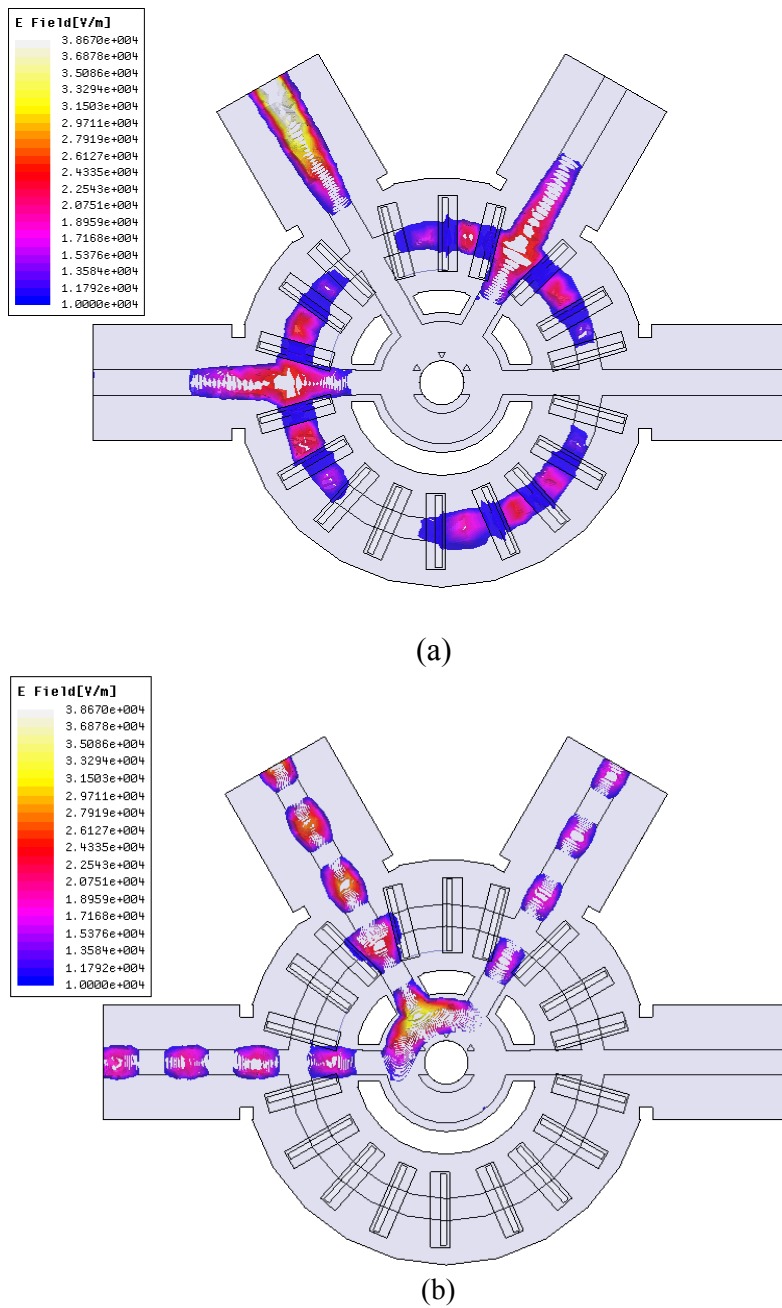 E Field[V/m]
3.8670e+004
3.6878e+004
3.5086e+004
3.3294e+004
3.1503e+004
2.9711e+004
2.7919e+004
2.6127e+004
2.4335e+004
2.2543e+004
2.0751e+004
1.8959e+004
1.7168e+004
1.5376e+004
1.3584e+004
1.1792e+004
1.0000e+004
(a)
E Field[V/m]
3.8670e+004
3.6878e+004
3.5086e+004
3.3294e+004
3.1503e+004
2.9711e+004
2.7919e+004
2.6127e+004
2.4335e+004
2.2543e+004
2.0751e+004
1.8959e+004
1.7168e+004
1.5376e+004
1.3584e+004
1.1792e+004
1.0000e+004
(b)